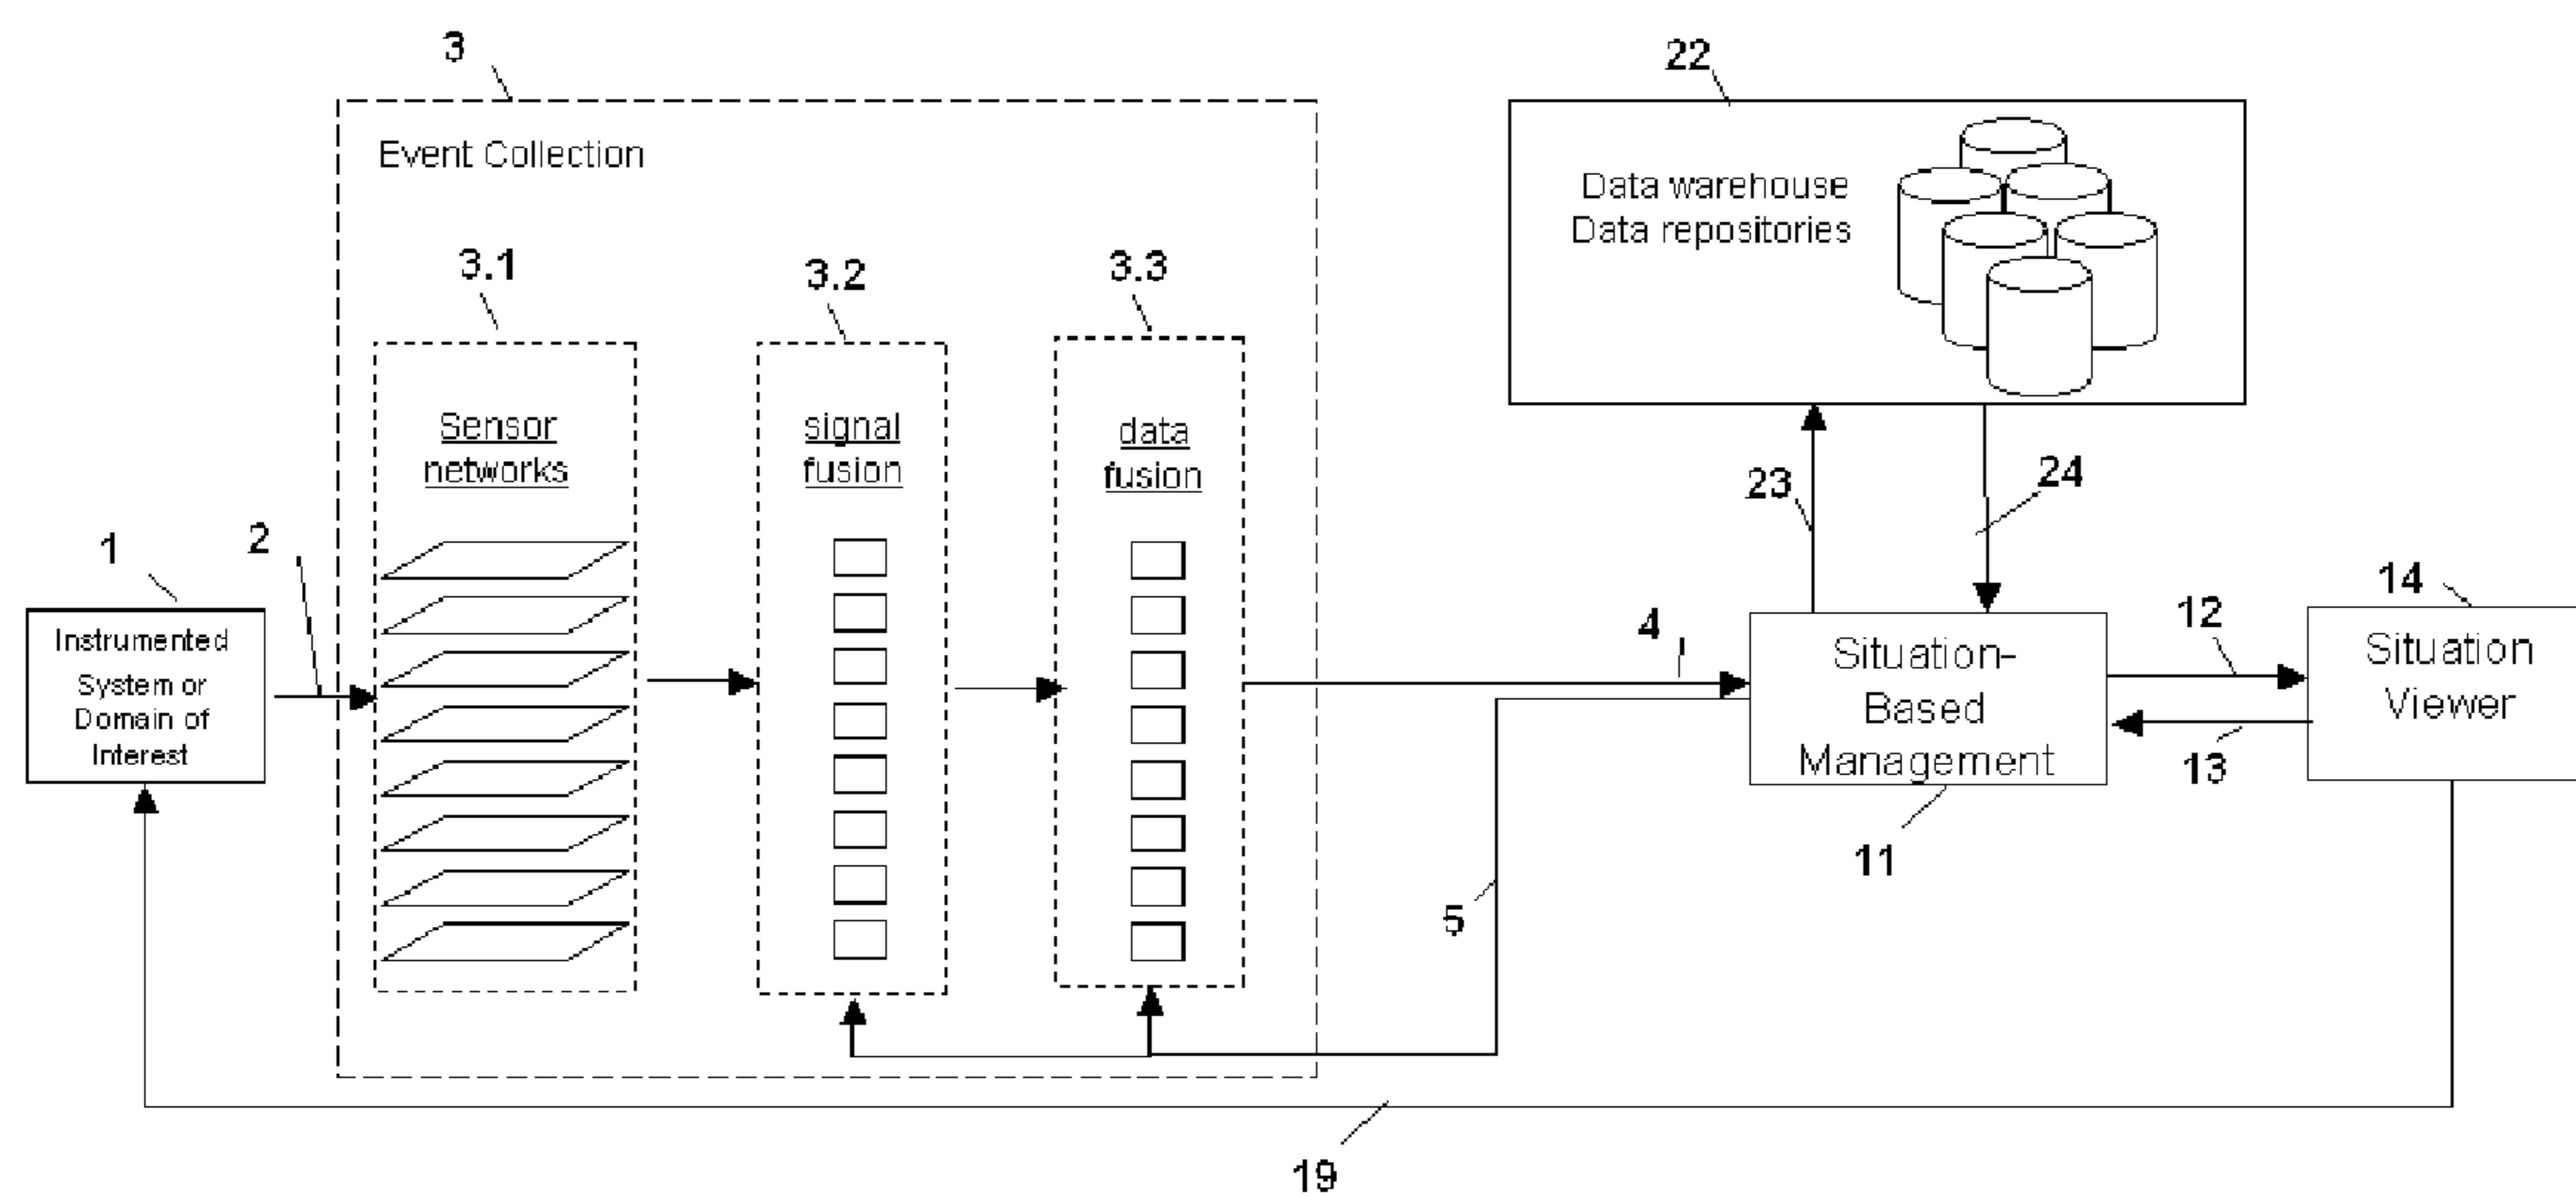 3
22
Event Collection
Data warehouse
Data repositories
3.1
3.2
3.3
Sensor
networks
signal
fusion
data
fusion
23
24
1
2
Instrumented
System or
Domain of
Interest
4
Situation-
Based
Management
12
13
14
Situation
Viewer
11
5
19